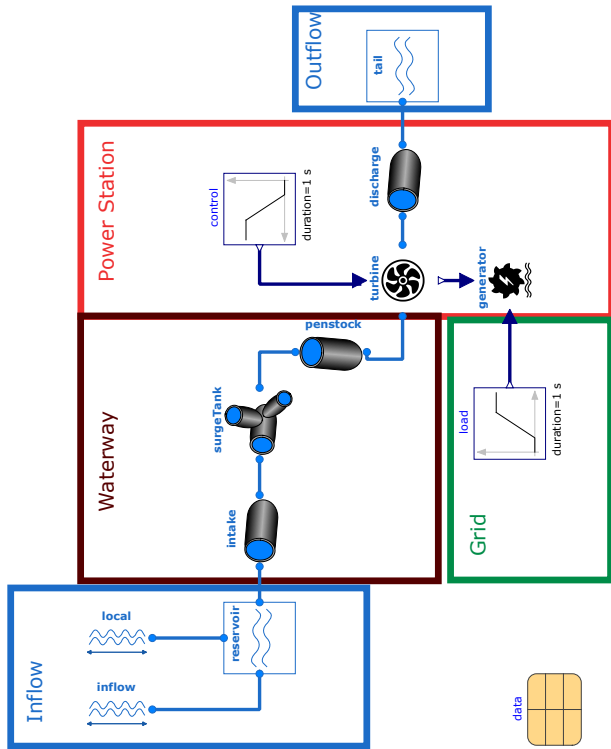 Inflow
inflow
local
reservoir
Waterway
intake
surgeTank
penstock
Power Station
control
duration=1 s
turbine
generator
discharge
Outflow
tail
Grid
load
duration=1 s
data